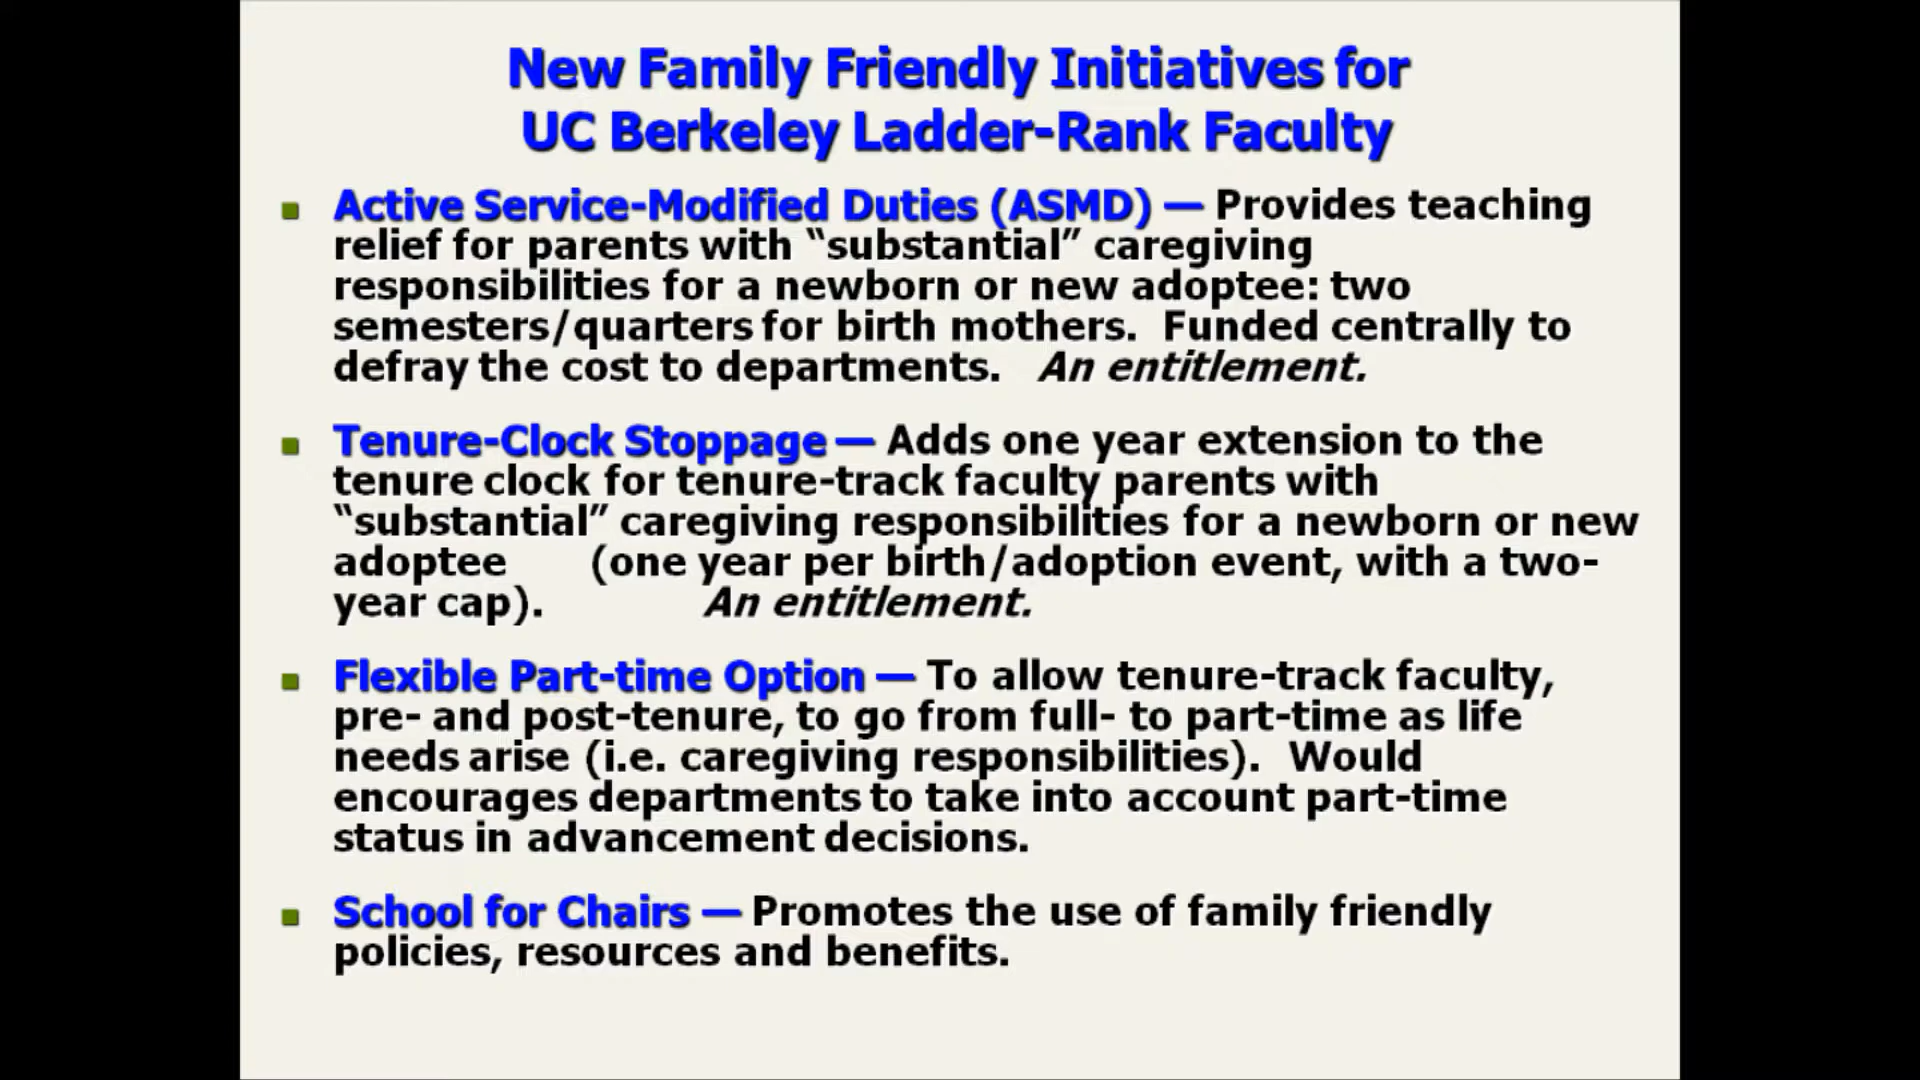 New Family Friendly Initiatives for
UC Berkeley Ladder-Rank Faculty
Active Service-Modified Duties (ASMD) — Provides teaching
relief for parents with “substantial” caregiving
responsibilities for a newborn or new adoptee: two
semesters/quarters for birth mothers.  Funded centrally to
defray the cost to departments.   An entitlement.
Tenure-Clock Stoppage — Adds one year extension to the
tenure clock for tenure-track faculty parents with
“substantial” caregiving responsibilities for a newborn or new
adoptee (one year per birth/adoption event, with a two-
year cap). An entitlement.
Flexible Part-time Option — To allow tenure-track faculty,
pre- and post-tenure, to go from full- to part-time as life
needs arise (i.e. caregiving responsibilities).  Would
encourages departments to take into account part-time
status in advancement decisions.
School for Chairs — Promotes the use of family friendly
policies, resources and benefits.